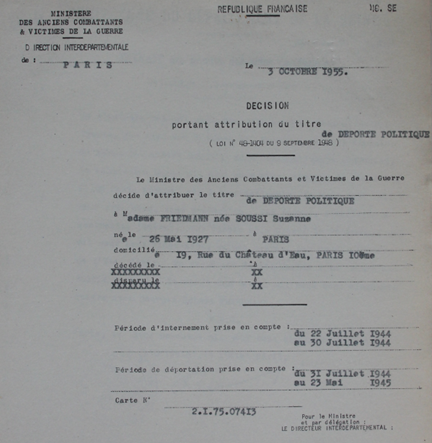 MINISTERE
DES ANCIENS COMBATTANTS
& VICTIMES DE LA GUERRE
DIRECTION INTERDEPARTEMENTALE
de : PARIS
REPUBLIQUE FRANCAISE
MG. SE
Le 3 OCTOBRE 1955.
DECISION
portant attribution du titre
de DEPORTE POLITIQUE
( LOI N° 48-1404 DU 9 SEPTEMBRE 1948 )
Le Ministre des Anciens Combattants et Victimes de la Guerre
décide d'attribuer le titre de DEPORTE POLITIQUE
à Madame FRIEDMANN née SOUSSI Suzanne
née le 26 Mai 1927 à PARIS
domicilié e 19, Rue du Château d'Eau, PARIS 10ème
décédé le à
XXXXXXXXX XX
disparu le à
XXXXXXXXX XX
Période d'internement prise en compte : du 22 Juillet 1944
au 30 Juillet 1944
Période de déportation prise en compte : du 31 Juillet 1944
au 23 Mai 1945
Carte N° 2.1.75.07413
Pour le Ministre
et par délégation :
LE DIRECTEUR INTERDEPARTEMENTAL :